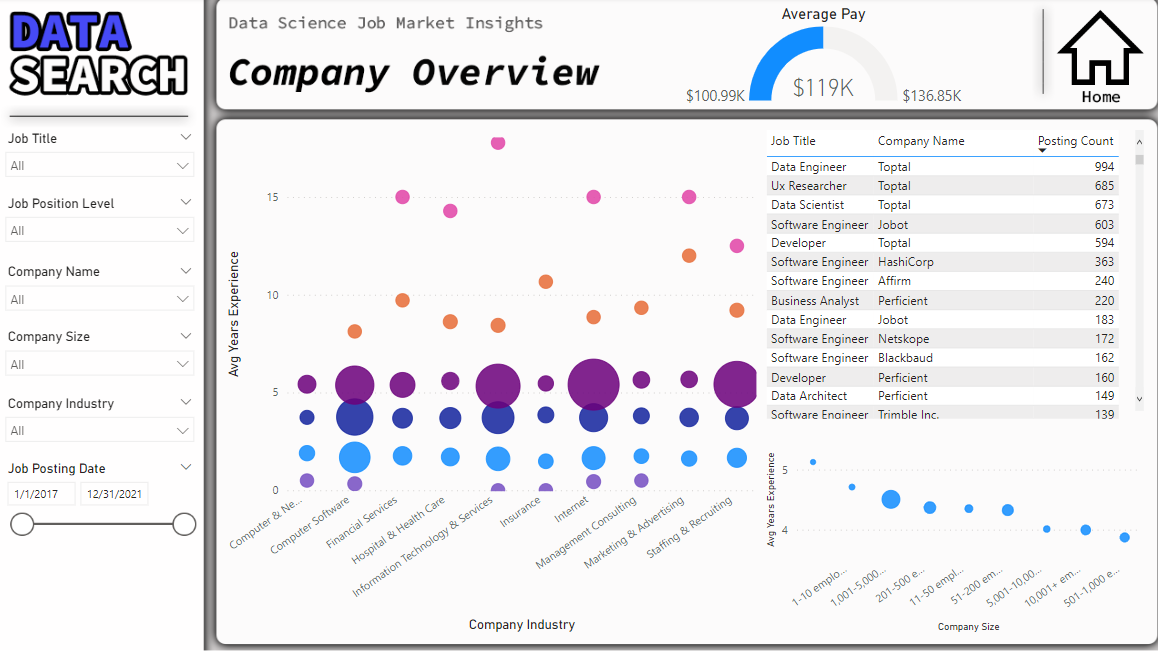 DATA
SEARCH
Job Title
All
Job Position Level
All
Company Name
All
Company Size
All
Company Industry
All
Job Posting Date
1/1/2017
12/31/2021
Data Science Job Market Insights
Company Overview
Average Pay
$100.99K
$119K
$136.85K
Home
Avg Years Experience
15
10
5
0
Computer & Ne...
Computer Software
Financial Services
Hospital & Health Care
Information Technology & Services
Insurance
Internet
Management Consulting
Marketing & Advertising
Staffing & Recruiting
Company Industry
Job Title Company Name Posting Count
Data Engineer Toptal 994
Ux Researcher Toptal 685
Data Scientist Toptal 673
Software Engineer Jobot 603
Developer Toptal 594
Software Engineer HashiCorp 363
Software Engineer Affirm 240
Business Analyst Perficient 220
Data Engineer Jobot 183
Software Engineer Netskope 172
Software Engineer Blackbaud 162
Developer Perficient 160
Data Architect Perficient 149
Software Engineer Trimble Inc. 139
Avg Years Experience
5
4
1-10 emplo...
1,001-5,000...
201-500 e...
11-50 empl...
51-200 em...
5,001-10,00...
10,001+ em...
501-1,000 e...
Company Size